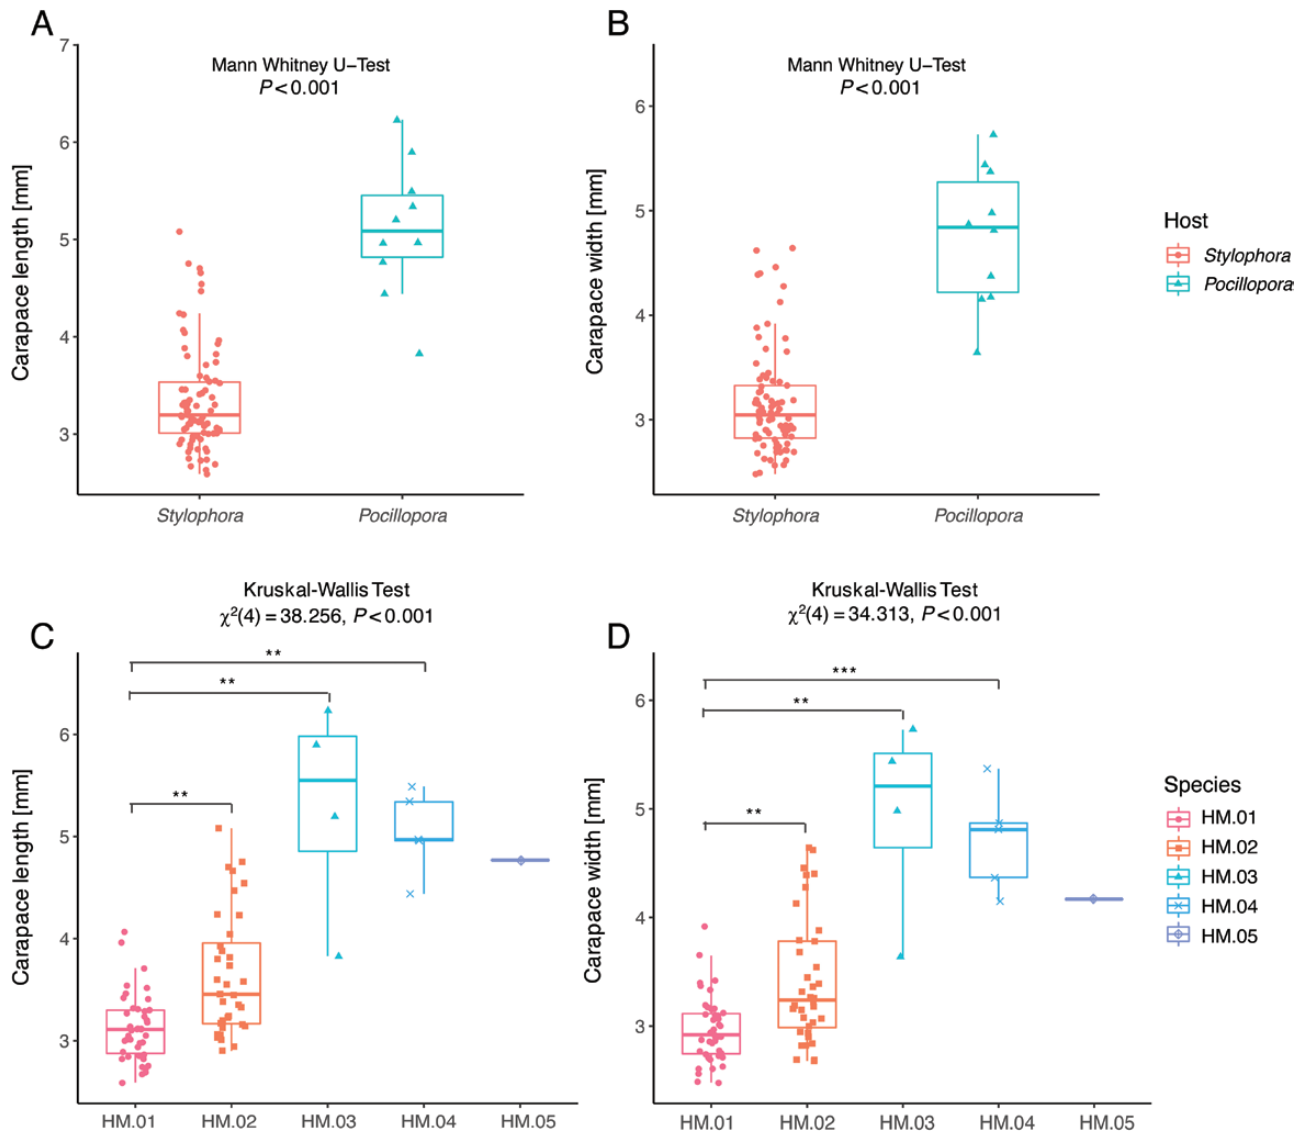 A
Mann Whitney U-Test
P < 0.001
Carapace length [mm]
7
6
5
4
3
Stylophora
Pocillopora
B
Mann Whitney U-Test
P < 0.001
Carapace width [mm]
6
5
4
3
Stylophora
Pocillopora
Host
Stylophora
Pocillopora
C
Kruskal-Wallis Test
χ²(4) = 38.256, P < 0.001
**
**
**
Carapace length [mm]
6
5
4
3
HM.01
HM.02
HM.03
HM.04
HM.05
D
Kruskal-Wallis Test
χ²(4) = 34.313, P < 0.001
***
**
**
Carapace width [mm]
6
5
4
3
HM.01
HM.02
HM.03
HM.04
HM.05
Species
HM.01
HM.02
HM.03
HM.04
HM.05